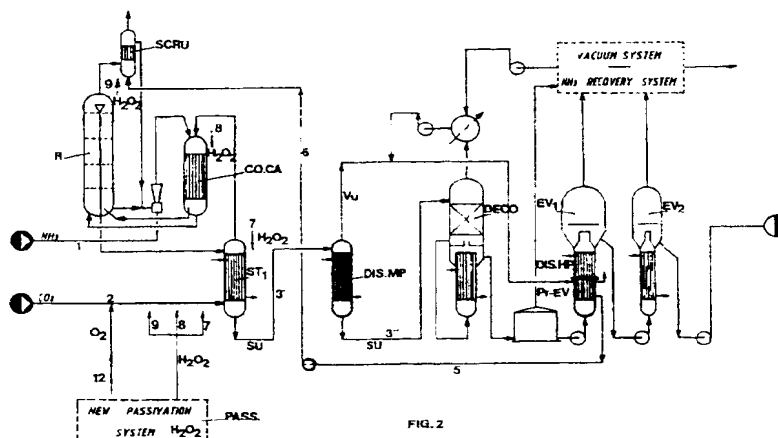 SCRU
VACUUM SYSTEM
NH3 RECOVERY SYSTEM
9
H2O2
8
H2O2
R
CO.CA
6
Vu
DECO
EV1
EV2
NH3
1
7
H2O2
ST1
DIS.MP
DIS.HP
Pr-EV
CO2
2
3'
3"
O2
9
8
7
SU
SU
5
H2O2
12
NEW PASSIVATION
SYSTEM H2O2
PASS.
FIG. 2